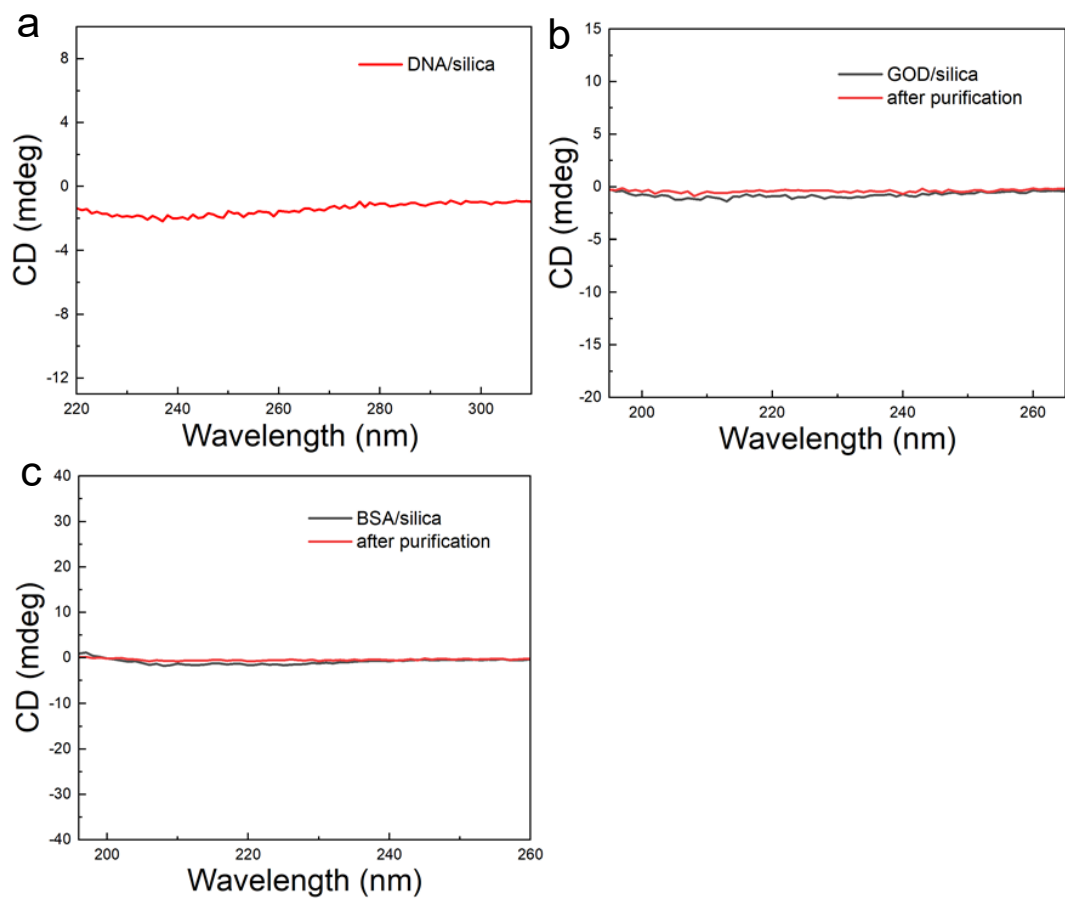 a
8
4
0
-4
-8
-12
CD (mdeg)
DNA/silica
220 240 260 280 300
Wavelength (nm)
b
15
10
5
0
-5
-10
-15
-20
CD (mdeg)
GOD/silica
after purification
200 220 240 260
Wavelength (nm)
c
40
30
20
10
0
-10
-20
-30
-40
CD (mdeg)
BSA/silica
after purification
200 220 240 260
Wavelength (nm)